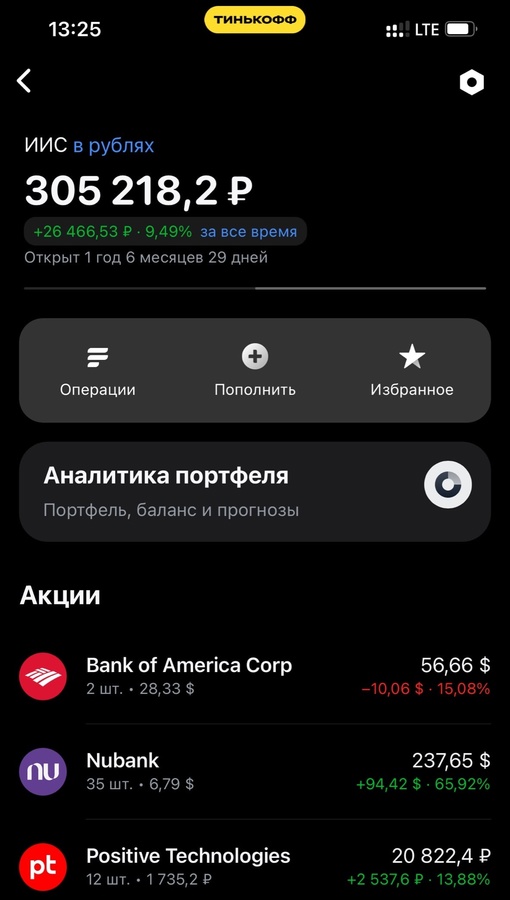 13:25
ТИНЬКОФФ
LTE
ИИС в рублях
305 218,2 ₽
+26 466,53 ₽ · 9,49% за все время
Открыт 1 год 6 месяцев 29 дней
Операции
Пополнить
Избранное
Аналитика портфеля
Портфель, баланс и прогнозы
Акции
Bank of America Corp
56,66 $
2 шт. • 28,33 $
−10,06 $ · 15,08%
nu
Nubank
237,65 $
35 шт. • 6,79 $
+94,42 $ · 65,92%
pt
Positive Technologies
20 822,4 ₽
12 шт. • 1 735,2 ₽
+2 537,6 ₽ · 13,88%